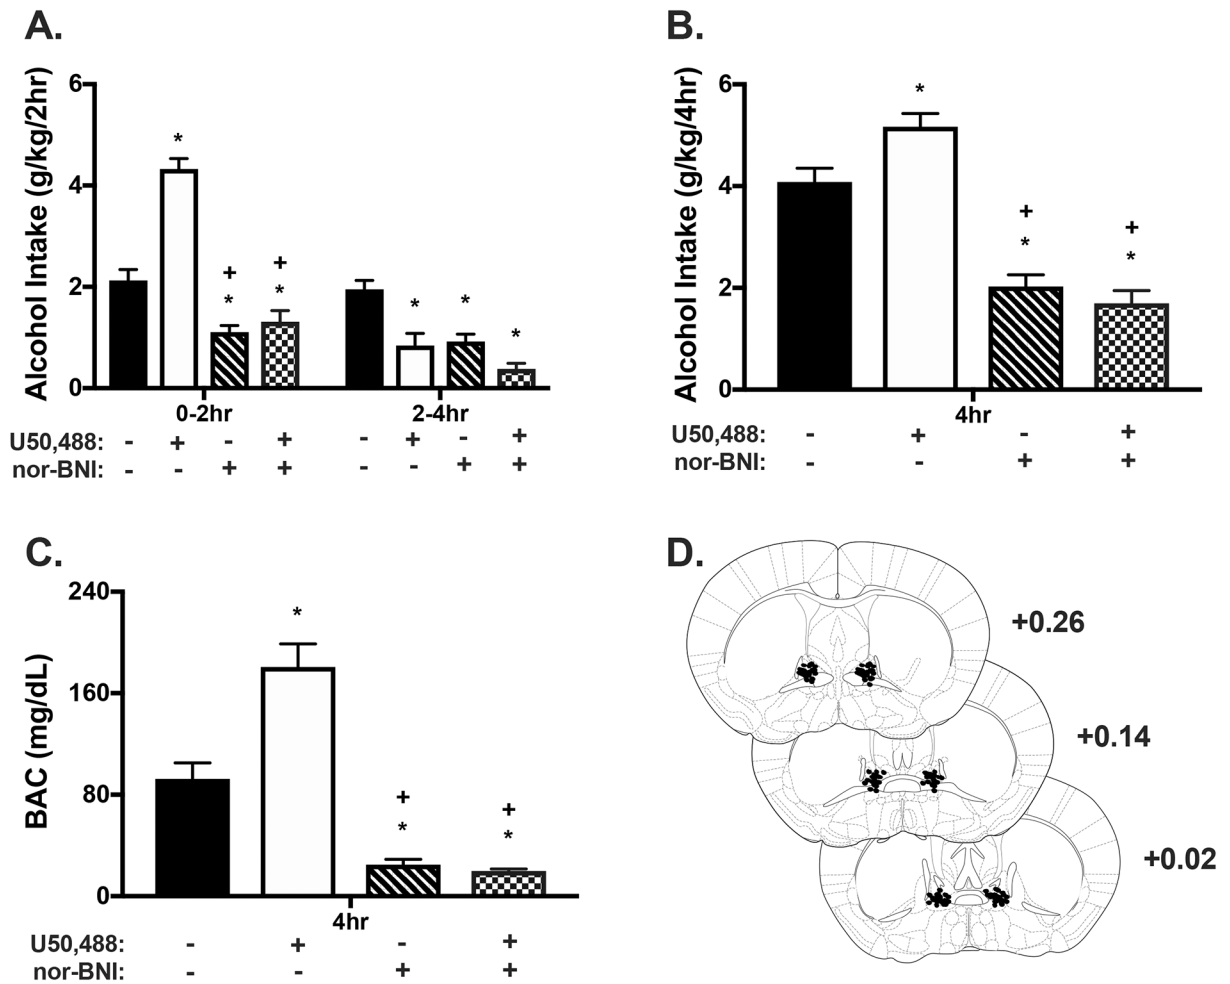 A.
Alcohol Intake (g/kg/2hr)
6
4
2
0
* + * + * * * *
0-2hr 2-4hr
U50,488: - + - + - + - +
nor-BNI: - - + + - - + +
B.
Alcohol Intake (g/kg/4hr)
6
4
2
0
* + * + *
4hr
U50,488: - + - +
nor-BNI: - - + +
C.
BAC (mg/dL)
240
160
80
0
* + * + *
4hr
U50,488: - + - +
nor-BNI: - - + +
D.
+0.26
+0.14
+0.02